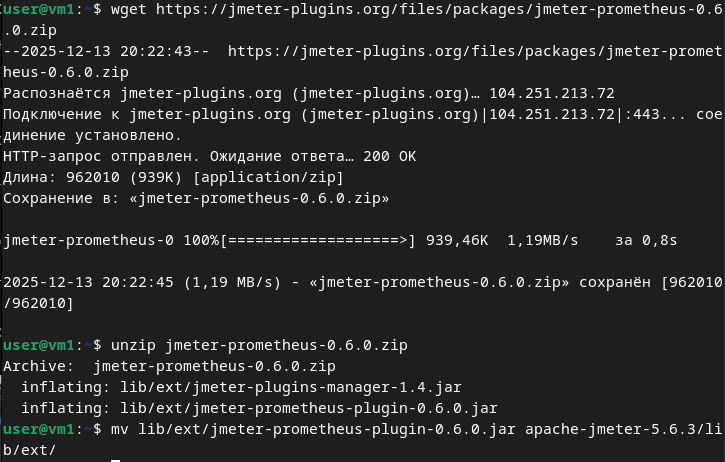 user@vm1:~$ wget https://jmeter-plugins.org/files/packages/jmeter-prometheus-0.6
.0.zip
--2025-12-13 20:22:43--  https://jmeter-plugins.org/files/packages/jmeter-promet
heus-0.6.0.zip
Распознаётся jmeter-plugins.org (jmeter-plugins.org)… 104.251.213.72
Подключение к jmeter-plugins.org (jmeter-plugins.org)|104.251.213.72|:443... сое
динение установлено.
HTTP-запрос отправлен. Ожидание ответа… 200 OK
Длина: 962010 (939K) [application/zip]
Сохранение в: «jmeter-prometheus-0.6.0.zip»
jmeter-prometheus-0 100%[===================>] 939,46K  1,19MB/s    за 0,8s
2025-12-13 20:22:45 (1,19 MB/s) - «jmeter-prometheus-0.6.0.zip» сохранён [962010
/962010]
user@vm1:~$ unzip jmeter-prometheus-0.6.0.zip
Archive:  jmeter-prometheus-0.6.0.zip
  inflating: lib/ext/jmeter-plugins-manager-1.4.jar
  inflating: lib/ext/jmeter-prometheus-plugin-0.6.0.jar
user@vm1:~$ mv lib/ext/jmeter-prometheus-plugin-0.6.0.jar apache-jmeter-5.6.3/li
b/ext/